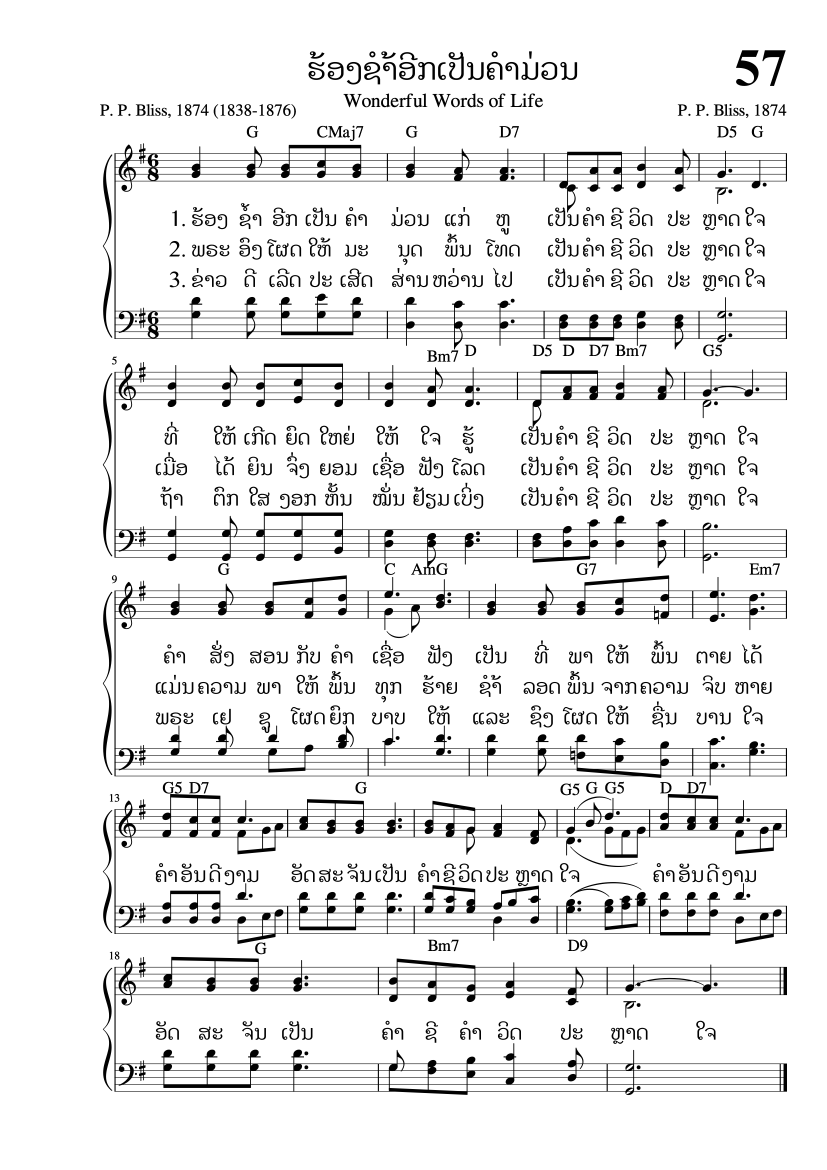 ຮ້ອງຊໍ້າອີກເປັນຄໍາມ່ວນ
57
Wonderful Words of Life
P. P. Bliss, 1874 (1838-1876)
P. P. Bliss, 1874
G CMaj7 G D7 D5 G
1. ຮ້ອງ ຊໍ້າ ອີກ ເປັນ ຄໍາ ມ່ວນ ແກ່ ຫູ ເປັນ ຄໍາ ຊີ ວິດ ປະ ຫຼາດ ໃຈ
2. ພຣະ ອົງ ໂຜດ ໃຫ້ ມະ ນຸດ ພົ້ນ ໂທດ ເປັນ ຄໍາ ຊີ ວິດ ປະ ຫຼາດ ໃຈ
3. ຂ່າວ ດີ ເລີດ ປະ ເສີດ ສ່ານ ຫວ່ານ ໄປ ເປັນ ຄໍາ ຊີ ວິດ ປະ ຫຼາດ ໃຈ
5 Bm7 D D5 D D7 Bm7 G5
ທີ່ ໃຫ້ ເກີດ ຍົດ ໃຫຍ່ ໃຫ້ ໃຈ ຮູ້ ເປັນ ຄໍາ ຊີ ວິດ ປະ ຫຼາດ ໃຈ
ເມື່ອ ໄດ້ ຍິນ ຈົ່ງ ຍອມ ເຊື່ອ ຟັງ ໂລດ ເປັນ ຄໍາ ຊີ ວິດ ປະ ຫຼາດ ໃຈ
ຖ້າ ຕົກ ໃສ ງອກ ຫັ້ນ ໝັ່ນ ຢ້ຽມ ເບິ່ງ ເປັນ ຄໍາ ຊີ ວິດ ປະ ຫຼາດ ໃຈ
9 G C Am G G7 Em7
ຄໍາ ສັ່ງ ສອນ ກັບ ຄໍາ ເຊື່ອ ຟັງ ເປັນ ທີ່ ພາ ໃຫ້ ພົ້ນ ຕາຍ ໄດ້
ແມ່ນ ຄວາມ ພາ ໃຫ້ ພົ້ນ ທຸກ ຮ້າຍ ຊໍ້າ ລອດ ພົ້ນ ຈາກ ຄວາມ ຈິບ ຫາຍ
ພຣະ ເຢ ຊູ ໂຜດ ຍົກ ບາບ ໃຫ້ ແລະ ຊົງ ໂຜດ ໃຫ້ ຊື່ນ ບານ ໃຈ
13 G5 D7 G G5 G G5 D D7
ຄໍາ ອັນ ດີ ງາມ ອັດ ສະ ຈັນ ເປັນ ຄໍາ ຊີ ວິດ ປະ ຫຼາດ ໃຈ ຄໍາ ອັນ ດີ ງາມ
18 G Bm7 D9
ອັດ ສະ ຈັນ ເປັນ ຄໍາ ຊີ ຄໍາ ວິດ ປະ ຫຼາດ ໃຈ